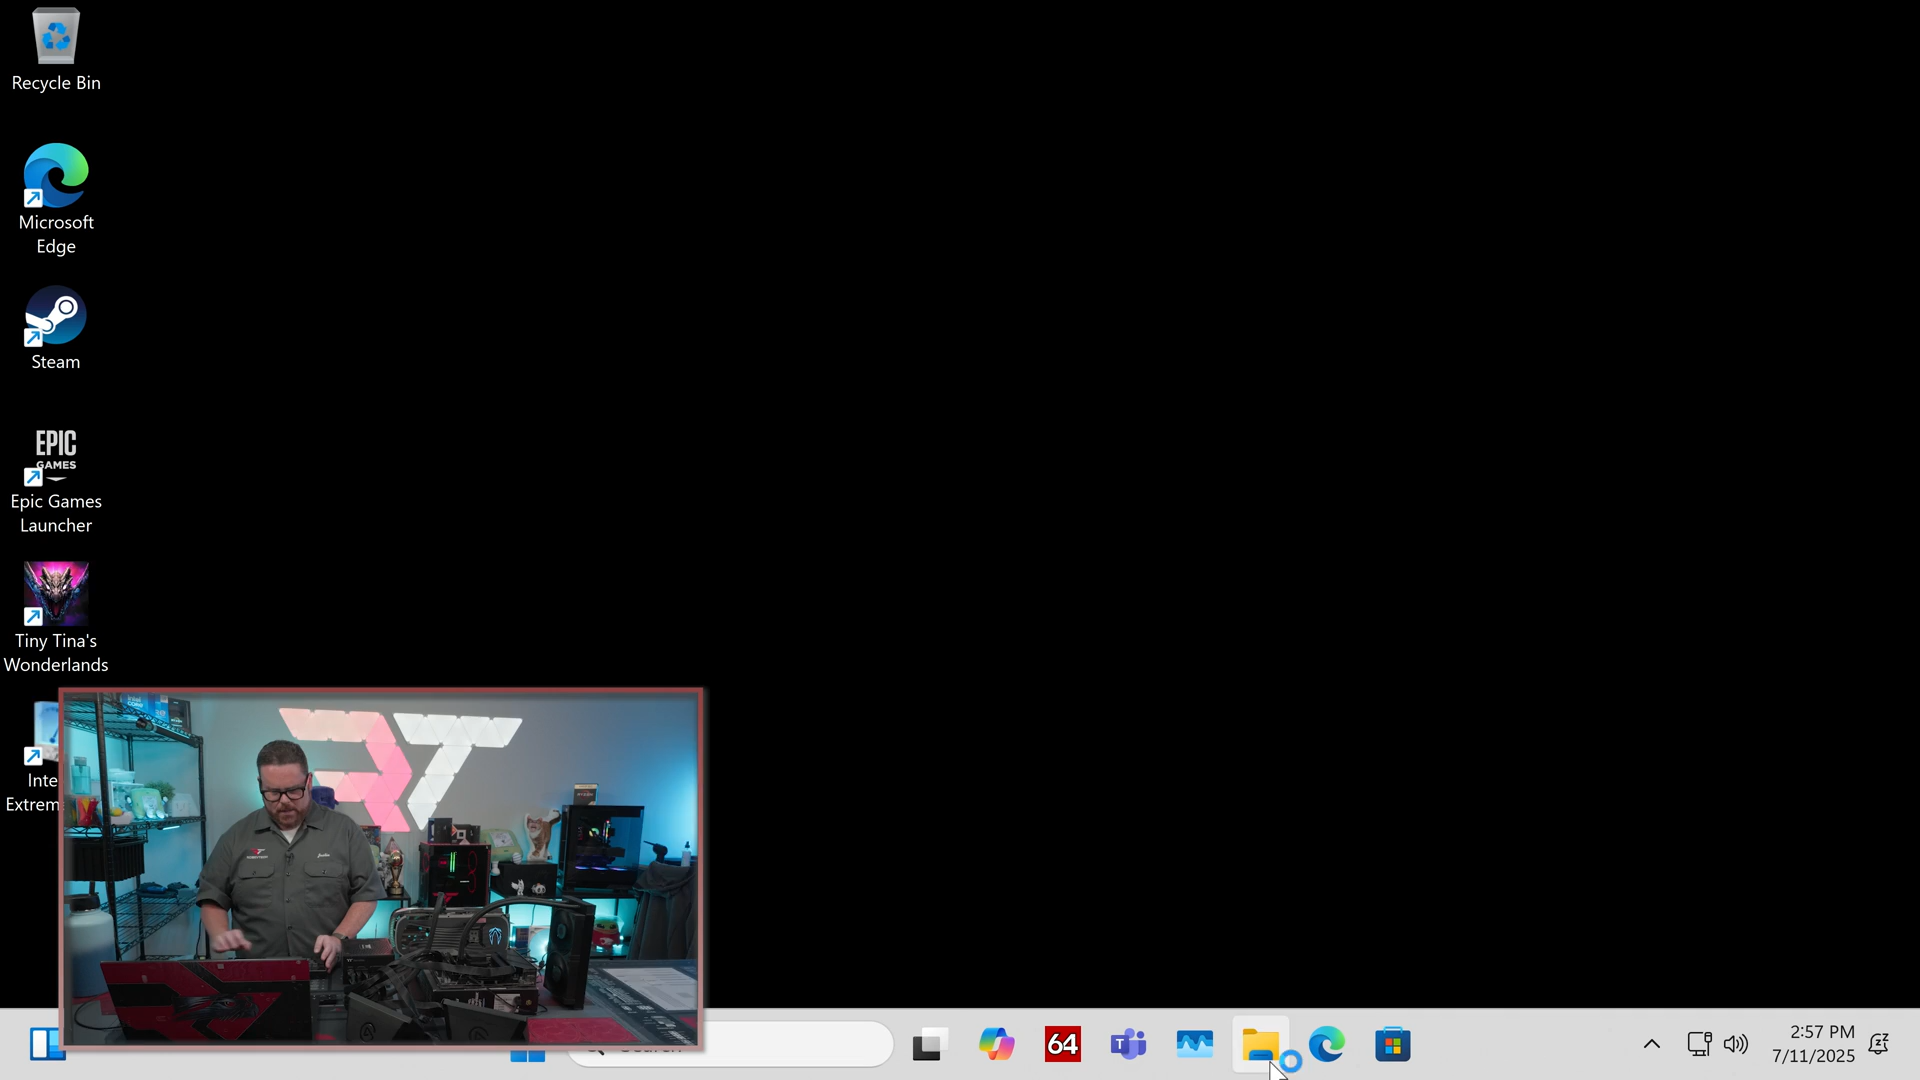 Recycle Bin
Microsoft
Edge
Steam
EPIC
GAMES
Epic Games
Launcher
Tiny Tina's
Wonderlands
Inte
Extrem
RT
64
T
2:57 PM
7/11/2025